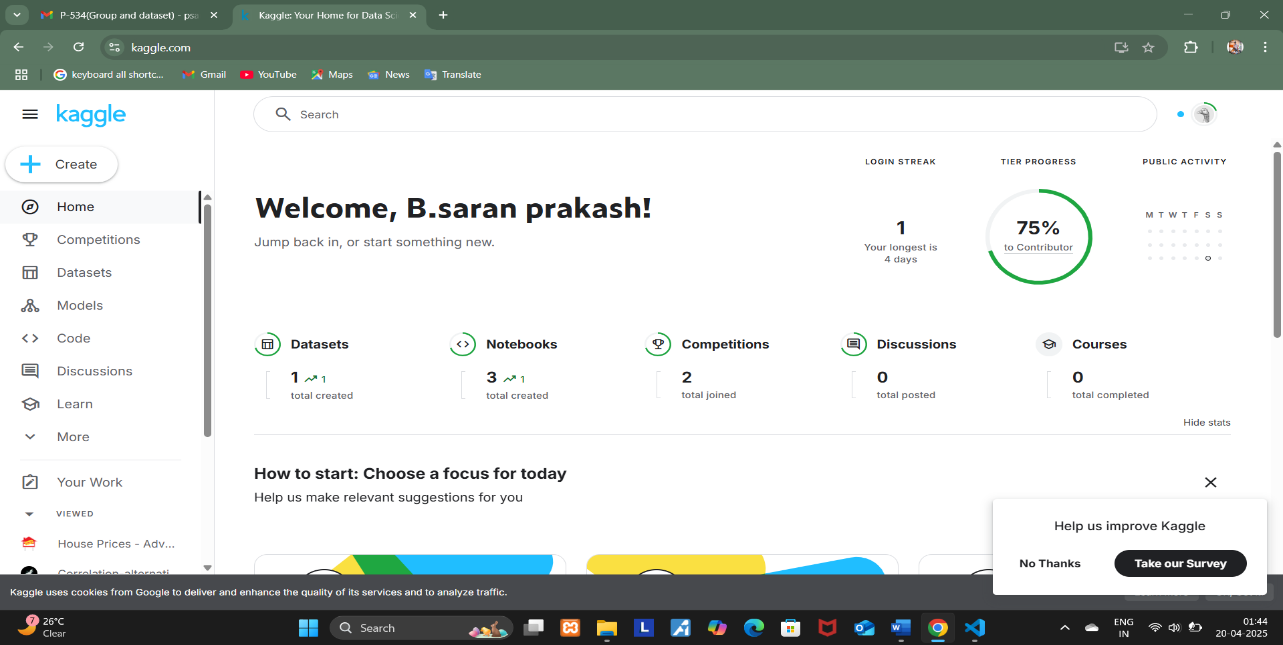 P-534(Group and dataset) - psa
Kaggle: Your Home for Data Sci
kaggle.com
keyboard all shortc...
Gmail
YouTube
Maps
News
Translate
kaggle
Search
Create
Home
Competitions
Datasets
Models
Code
Discussions
Learn
More
Your Work
VIEWED
House Prices - Adv...
Correlation-alternati
Welcome, B.saran prakash!
Jump back in, or start something new.
LOGIN STREAK
1
Your longest is
4 days
TIER PROGRESS
75%
to Contributor
PUBLIC ACTIVITY
M T W T F S S
Datasets
1 1
total created
Notebooks
3 1
total created
Competitions
2
total joined
Discussions
0
total posted
Courses
0
total completed
Hide stats
How to start: Choose a focus for today
Help us make relevant suggestions for you
Help us improve Kaggle
No Thanks
Take our Survey
Kaggle uses cookies from Google to deliver and enhance the quality of its services and to analyze traffic.
7
26°C
Clear
Search
L
ENG
IN
01:44
20-04-2025